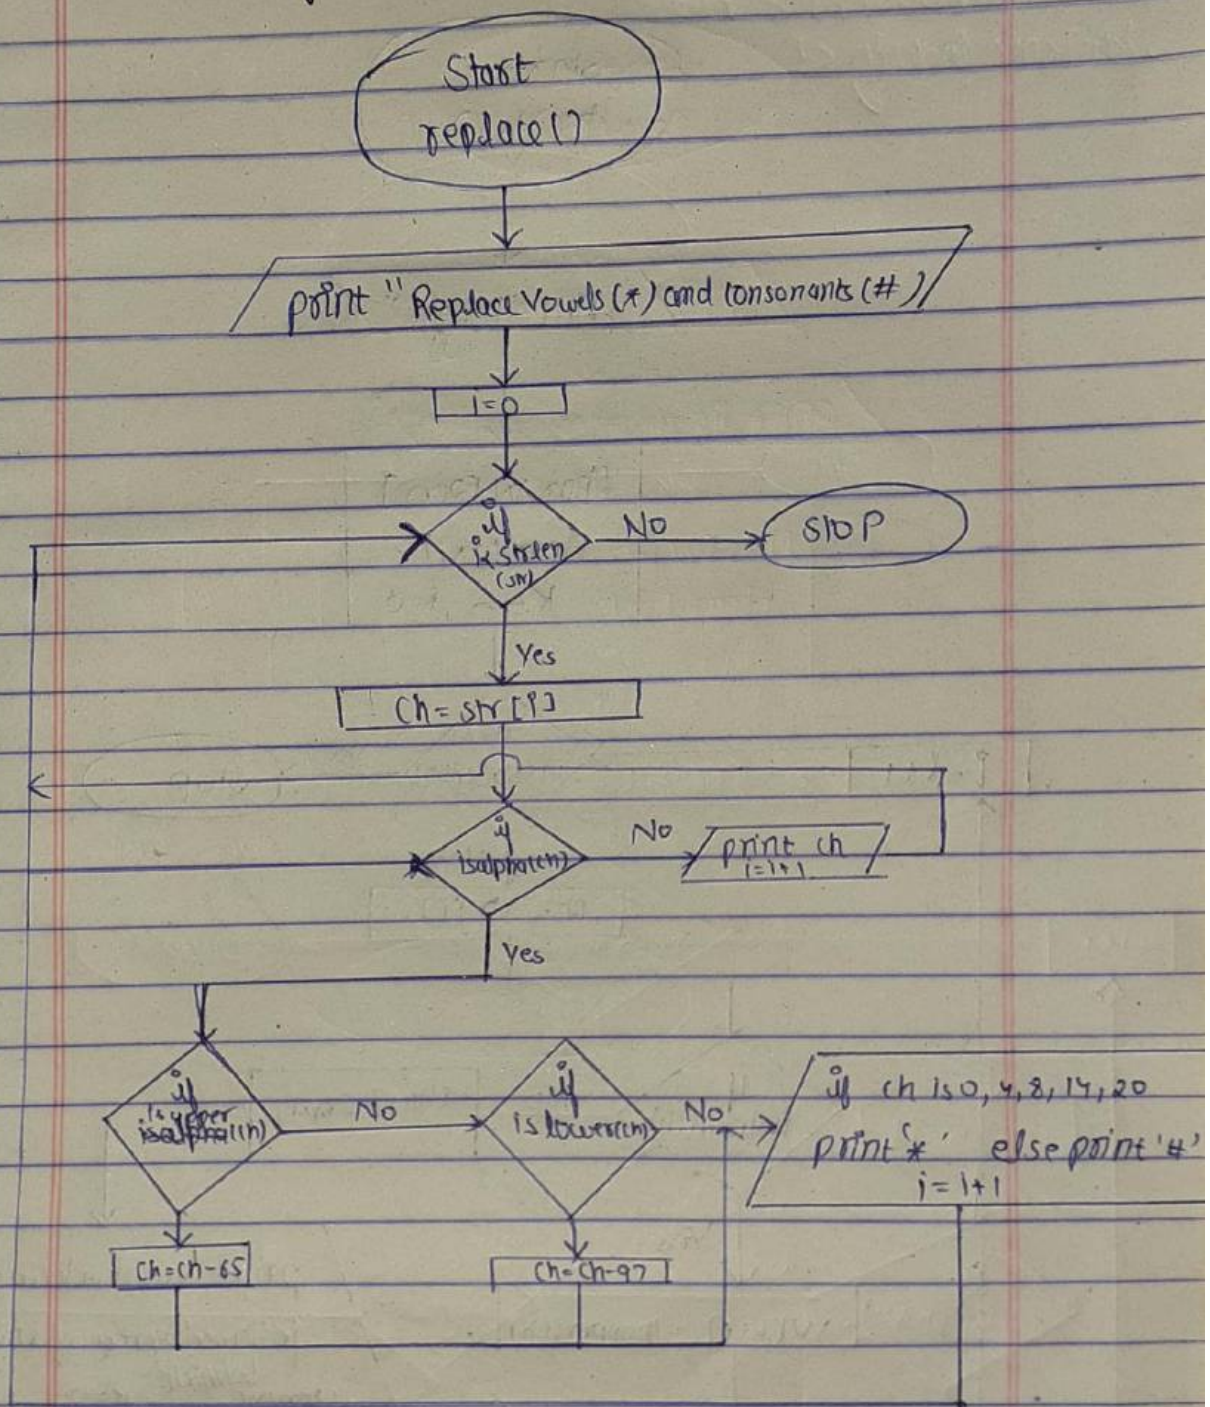 Start
replace()
print "Replace Vowels (*) and consonants (#)
i=0
if
i<strlen
(str)
No
STOP
Yes
Ch=str[i]
if
isalpha(ch)
No
print ch
i=i+1
Yes
if
isupper
(ch)
No
if
islower(ch)
No
if ch is 0, 4, 8, 14, 20
print '*' else print '#'
i=i+1
Ch=Ch-65
Ch=Ch-97